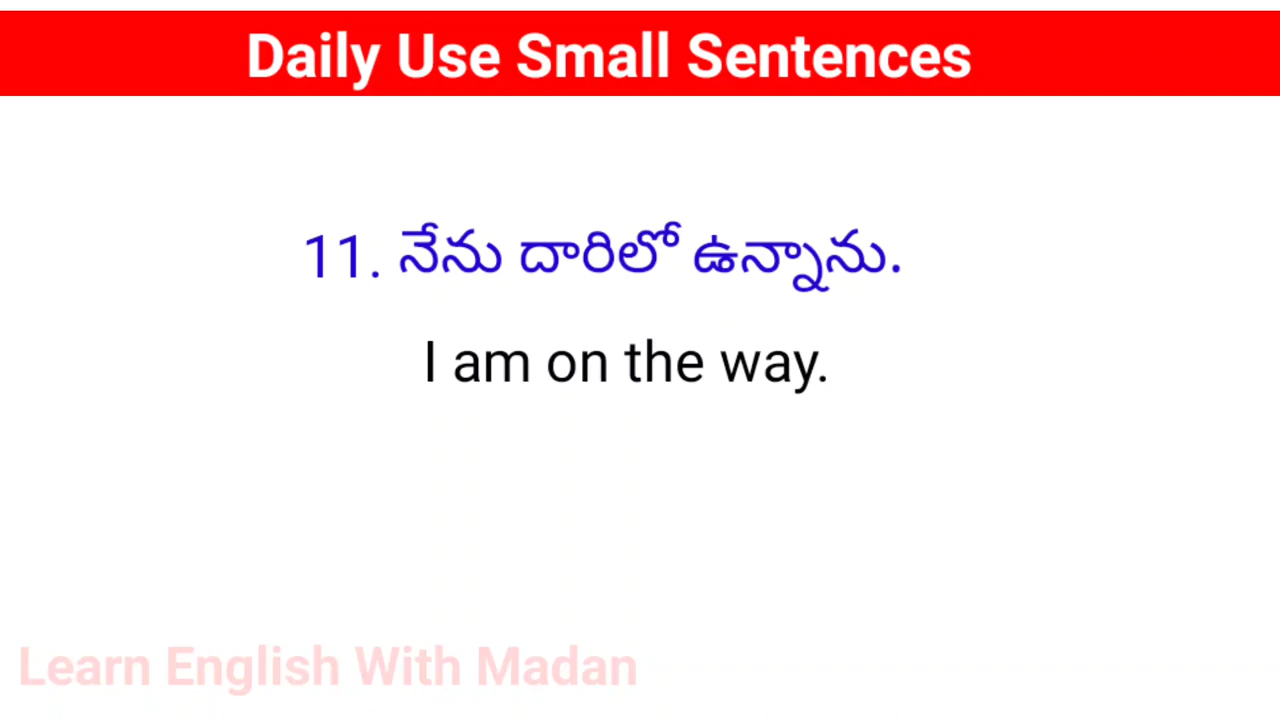 Daily Use Small Sentences
11. నేను దారిలో ఉన్నాను.
I am on the way.
Learn English With Madan